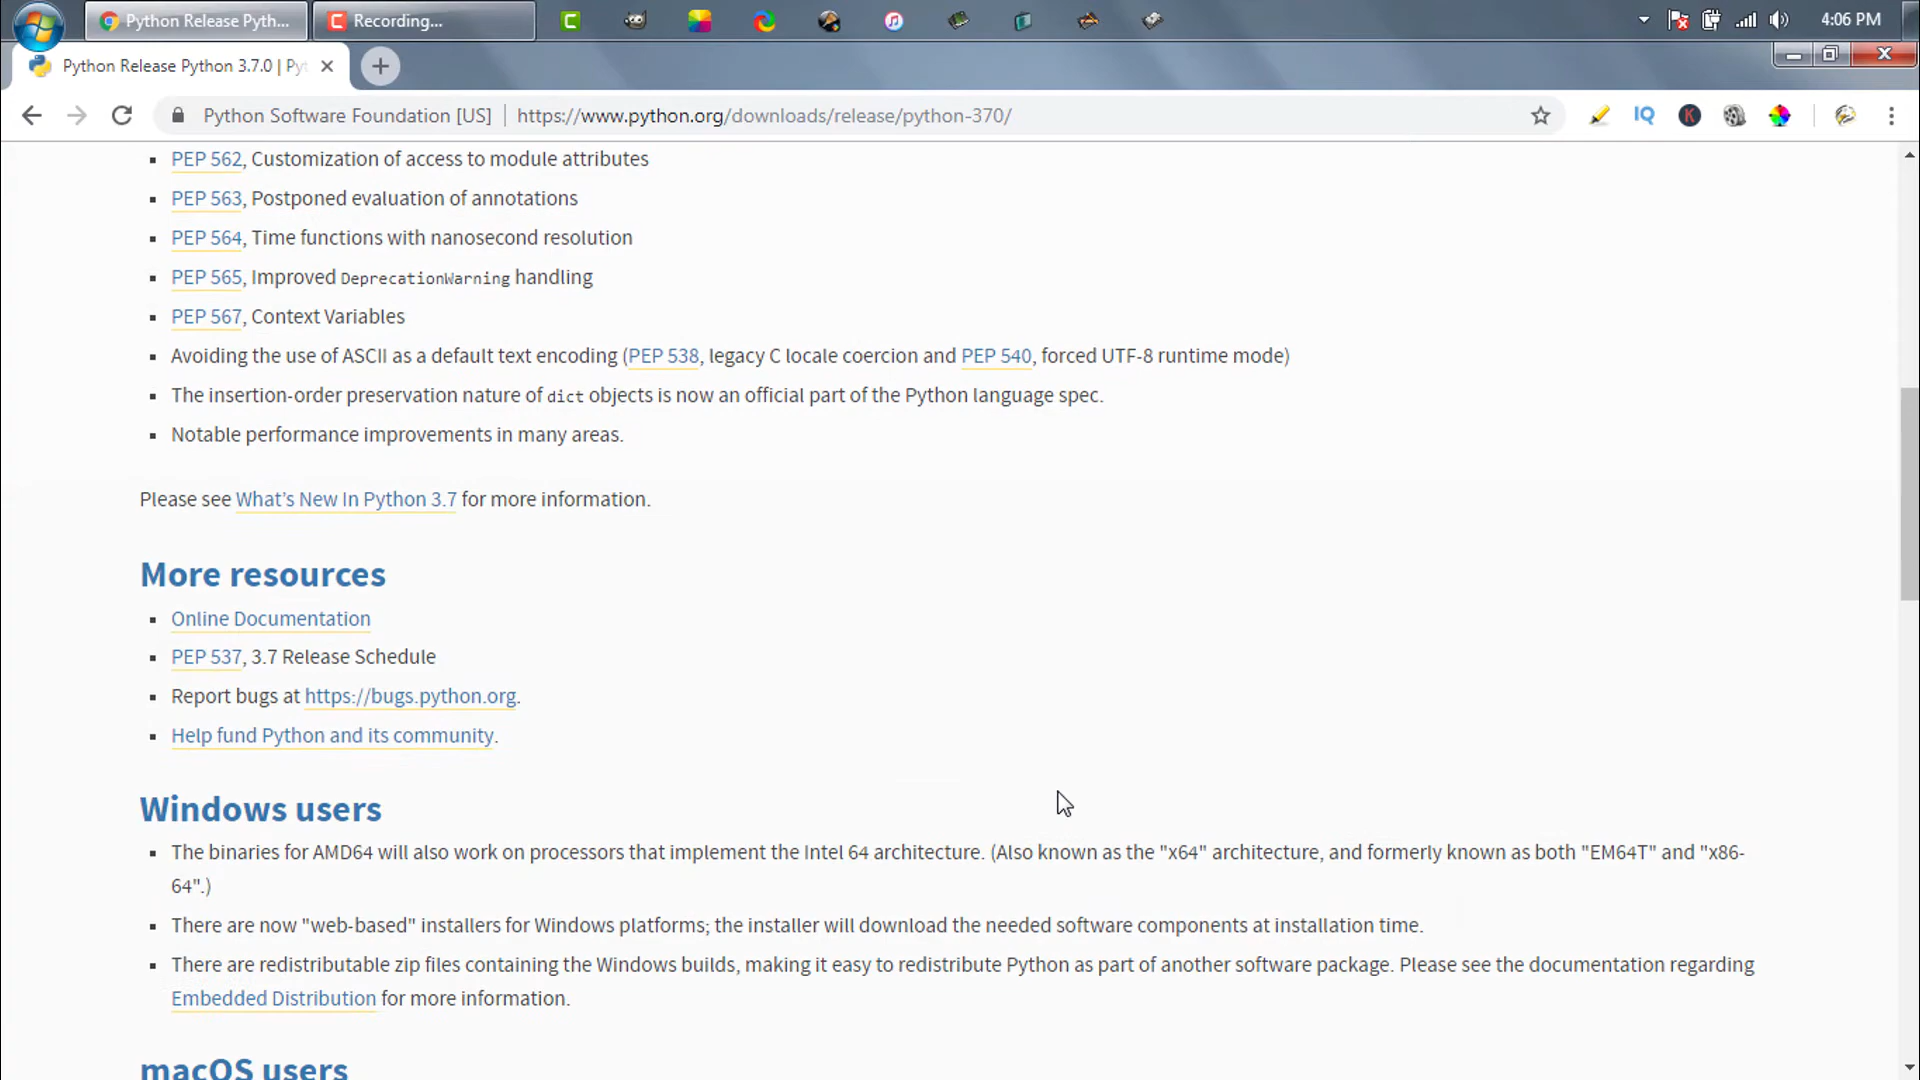 Python Release Pyth...
Recording...
4:06 PM
Python Release Python 3.7.0 | Pyt
Python Software Foundation [US] | https://www.python.org/downloads/release/python-370/
PEP 562, Customization of access to module attributes
PEP 563, Postponed evaluation of annotations
PEP 564, Time functions with nanosecond resolution
PEP 565, Improved DeprecationWarning handling
PEP 567, Context Variables
Avoiding the use of ASCII as a default text encoding (PEP 538, legacy C locale coercion and PEP 540, forced UTF-8 runtime mode)
The insertion-order preservation nature of dict objects is now an official part of the Python language spec.
Notable performance improvements in many areas.
Please see What's New In Python 3.7 for more information.
More resources
Online Documentation
PEP 537, 3.7 Release Schedule
Report bugs at https://bugs.python.org.
Help fund Python and its community.
Windows users
The binaries for AMD64 will also work on processors that implement the Intel 64 architecture. (Also known as the "x64" architecture, and formerly known as both "EM64T" and "x86-
64".)
There are now "web-based" installers for Windows platforms; the installer will download the needed software components at installation time.
There are redistributable zip files containing the Windows builds, making it easy to redistribute Python as part of another software package. Please see the documentation regarding
Embedded Distribution for more information.
macOS users